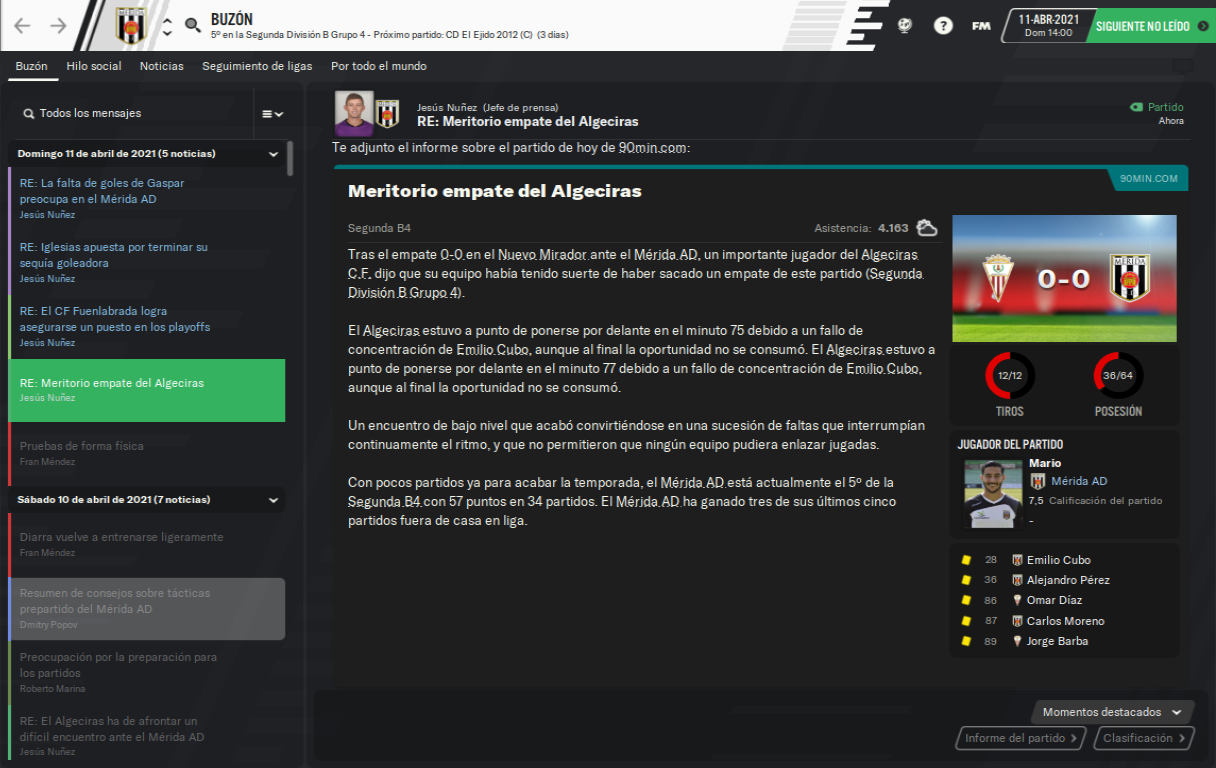 BUZÓN
5º en la Segunda División B Grupo 4 - Próximo partido: CD El Ejido 2012 (C) (3 días)
FM
11-ABR-2021
Dom 14:00
SIGUIENTE NO LEÍDO
Buzón
Hilo social
Noticias
Seguimiento de ligas
Por todo el mundo
Todos los mensajes
Domingo 11 de abril de 2021 (5 noticias)
RE: La falta de goles de Gaspar
preocupa en el Mérida AD
Jesús Nuñez
RE: Iglesias apuesta por terminar su
sequía goleadora
Jesús Nuñez
RE: El CF Fuenlabrada logra
asegurarse un puesto en los playoffs
Jesús Nuñez
RE: Meritorio empate del Algeciras
Jesús Nuñez
Pruebas de forma física
Fran Méndez
Sábado 10 de abril de 2021 (7 noticias)
Diarra vuelve a entrenarse ligeramente
Fran Méndez
Resumen de consejos sobre tácticas
prepartido del Mérida AD
Dmitry Popov
Preocupación por la preparación para
los partidos
Roberto Marina
RE: El Algeciras ha de afrontar un
difícil encuentro ante el Mérida AD
Jesús Nuñez
Jesús Nuñez (Jefe de prensa)
RE: Meritorio empate del Algeciras
Partido
Ahora
Te adjunto el informe sobre el partido de hoy de 90min.com:
90MIN.COM
Meritorio empate del Algeciras
Segunda B4
Asistencia: 4.163
Tras el empate 0-0 en el Nuevo Mirador ante el Mérida AD, un importante jugador del Algeciras
C.F. dijo que su equipo había tenido suerte de haber sacado un empate de este partido (Segunda
División B Grupo 4).
El Algeciras estuvo a punto de ponerse por delante en el minuto 75 debido a un fallo de
concentración de Emilio Cubo, aunque al final la oportunidad no se consumó. El Algeciras estuvo a
punto de ponerse por delante en el minuto 77 debido a un fallo de concentración de Emilio Cubo,
aunque al final la oportunidad no se consumó.
Un encuentro de bajo nivel que acabó convirtiéndose en una sucesión de faltas que interrumpían
continuamente el ritmo, y que no permitieron que ningún equipo pudiera enlazar jugadas.
Con pocos partidos ya para acabar la temporada, el Mérida AD está actualmente el 5º de la
Segunda B4 con 57 puntos en 34 partidos. El Mérida AD ha ganado tres de sus últimos cinco
partidos fuera de casa en liga.
0-0
MÉRIDA
12/12
36/64
TIROS
POSESIÓN
JUGADOR DEL PARTIDO
Mario
Mérida AD
7,5 Calificación del partido
-
28 Emilio Cubo
36 Alejandro Pérez
86 Omar Díaz
87 Carlos Moreno
89 Jorge Barba
Momentos destacados
Informe del partido
Clasificación